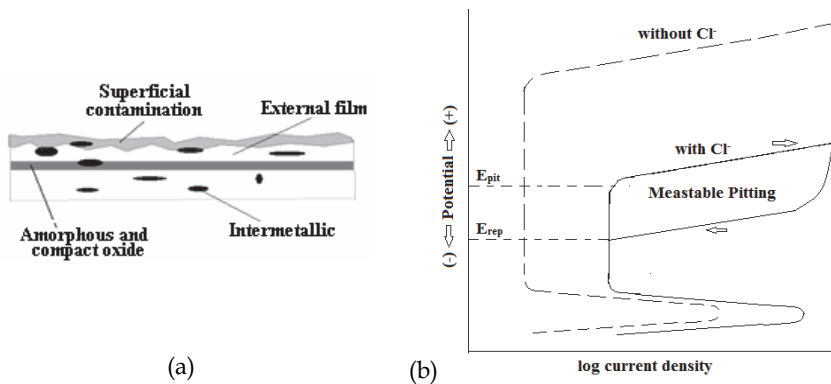 Superficial
contamination
External film
Amorphous and
compact oxide
Intermetallic
(a)
without Cl-
with Cl-
Epit
Meastable Pitting
Erep
(-) Potential (+)
log current density
(b)